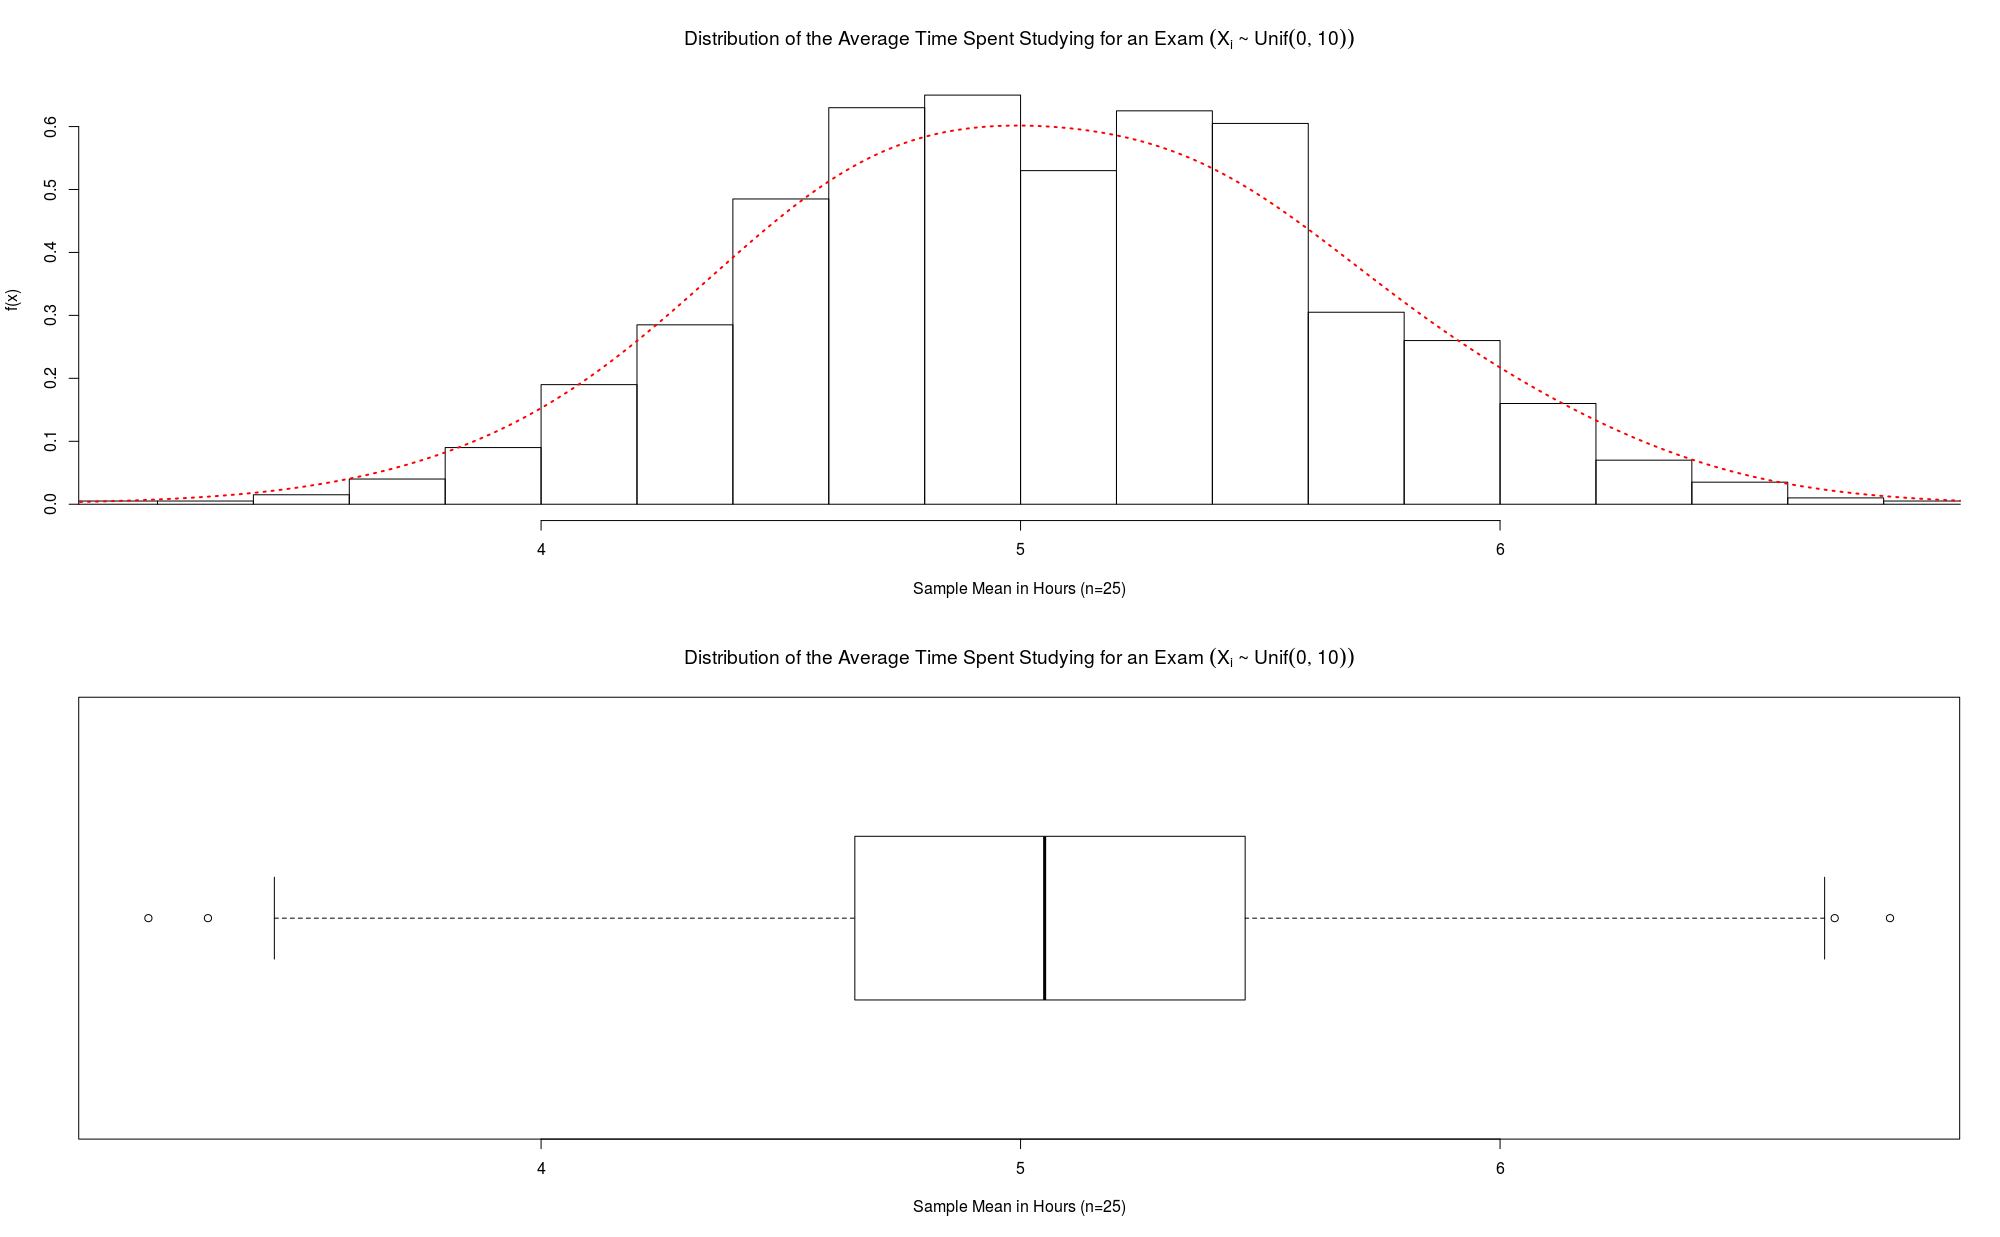 Distribution of the Average Time Spent Studying for an Exam (Xi ~ Unif(0, 10))
f(x)
0.6
0.5
0.4
0.3
0.2
0.1
0.0
4 5 6
Sample Mean in Hours (n=25)
Distribution of the Average Time Spent Studying for an Exam (Xi ~ Unif(0, 10))
4 5 6
Sample Mean in Hours (n=25)